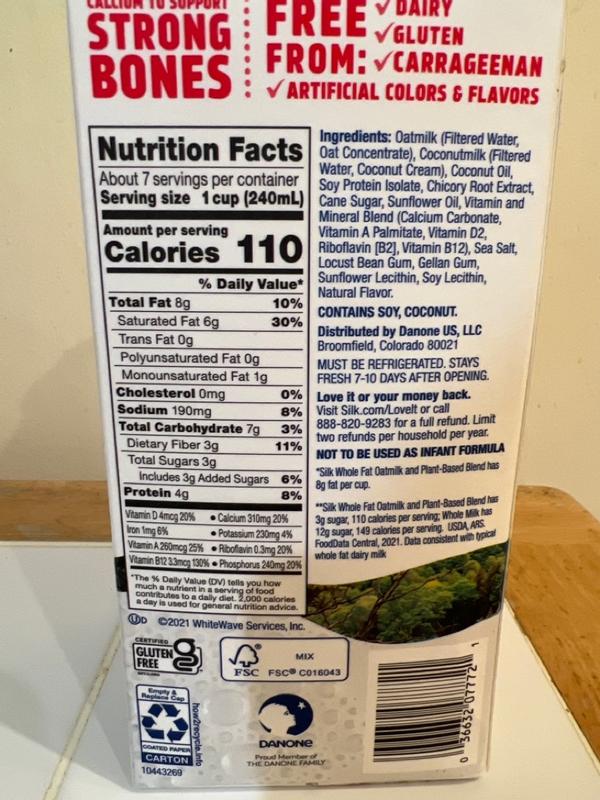 CALCIUM TO SUPPORT
STRONG
BONES
FREE
FROM:
✓DAIRY
✓GLUTEN
✓CARRAGEENAN
✓ARTIFICIAL COLORS & FLAVORS
Nutrition Facts
About 7 servings per container
Serving size 1 cup (240mL)
Amount per serving
Calories 110
% Daily Value*
Total Fat 8g 10%
Saturated Fat 6g 30%
Trans Fat 0g
Polyunsaturated Fat 0g
Monounsaturated Fat 1g
Cholesterol 0mg 0%
Sodium 190mg 8%
Total Carbohydrate 7g 3%
Dietary Fiber 3g 11%
Total Sugars 3g
Includes 3g Added Sugars 6%
Protein 4g 8%
Vitamin D 4mcg 20% • Calcium 310mg 20%
Iron 1mg 6% • Potassium 230mg 4%
Vitamin A 260mcg 25% • Riboflavin 0.3mg 20%
Vitamin B12 3.3mcg 130% • Phosphorus 240mg 20%
*The % Daily Value (DV) tells you how
much a nutrient in a serving of food
contributes to a daily diet. 2,000 calories
a day is used for general nutrition advice.
Ingredients: Oatmilk (Filtered Water,
Oat Concentrate), Coconutmilk (Filtered
Water, Coconut Cream), Coconut Oil,
Soy Protein Isolate, Chicory Root Extract,
Cane Sugar, Sunflower Oil, Vitamin and
Mineral Blend (Calcium Carbonate,
Vitamin A Palmitate, Vitamin D2,
Riboflavin [B2], Vitamin B12), Sea Salt,
Locust Bean Gum, Gellan Gum,
Sunflower Lecithin, Soy Lecithin,
Natural Flavor.
CONTAINS SOY, COCONUT.
Distributed by Danone US, LLC
Broomfield, Colorado 80021
MUST BE REFRIGERATED. STAYS
FRESH 7-10 DAYS AFTER OPENING.
Love it or your money back.
Visit Silk.com/LoveIt or call
888-820-9283 for a full refund. Limit
two refunds per household per year.
NOT TO BE USED AS INFANT FORMULA
*Silk Whole Fat Oatmilk and Plant-Based Blend has
8g fat per cup.
**Silk Whole Fat Oatmilk and Plant-Based Blend has
3g sugar, 110 calories per serving; Whole Milk has
12g sugar, 149 calories per serving. USDA, ARS.
FoodData Central, 2021. Data consistent with typical
whole fat dairy milk
UD ©2021 WhiteWave Services, Inc.
CERTIFIED
GLUTEN
FREE
FSC
MIX
FSC® C016043
Empty &
Replace Cap
COATED PAPER
CARTON
how2recycle.info
10443269
DANONE
Proud Member of
THE DANONE FAMILY
0 36632 07772 1